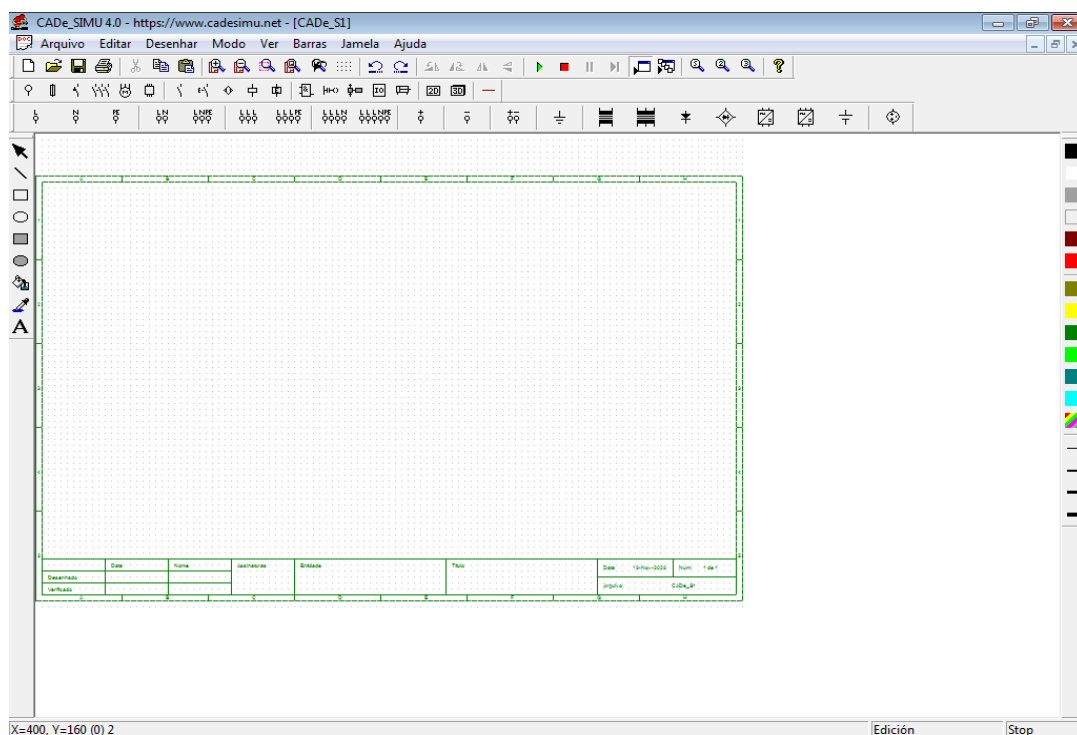 CADe_SIMU 4.0 - https://www.cadesimu.net - [CADe_S1]
Arquivo Editar Desenhar Modo Ver Barras Jamela Ajuda
IO 2D 3D
L N PE LN LNPE LLL LLLPE LLLN LLLNPE + - +-
A B C D E F G H
A
Data Nome Assinaturas Entidade Título Data Num: 1 de 1
Desenhado
Verificado Arquivo: CADe_S1
A B C D E F G H
X=400, Y=160 (0) 2 Edición Stop